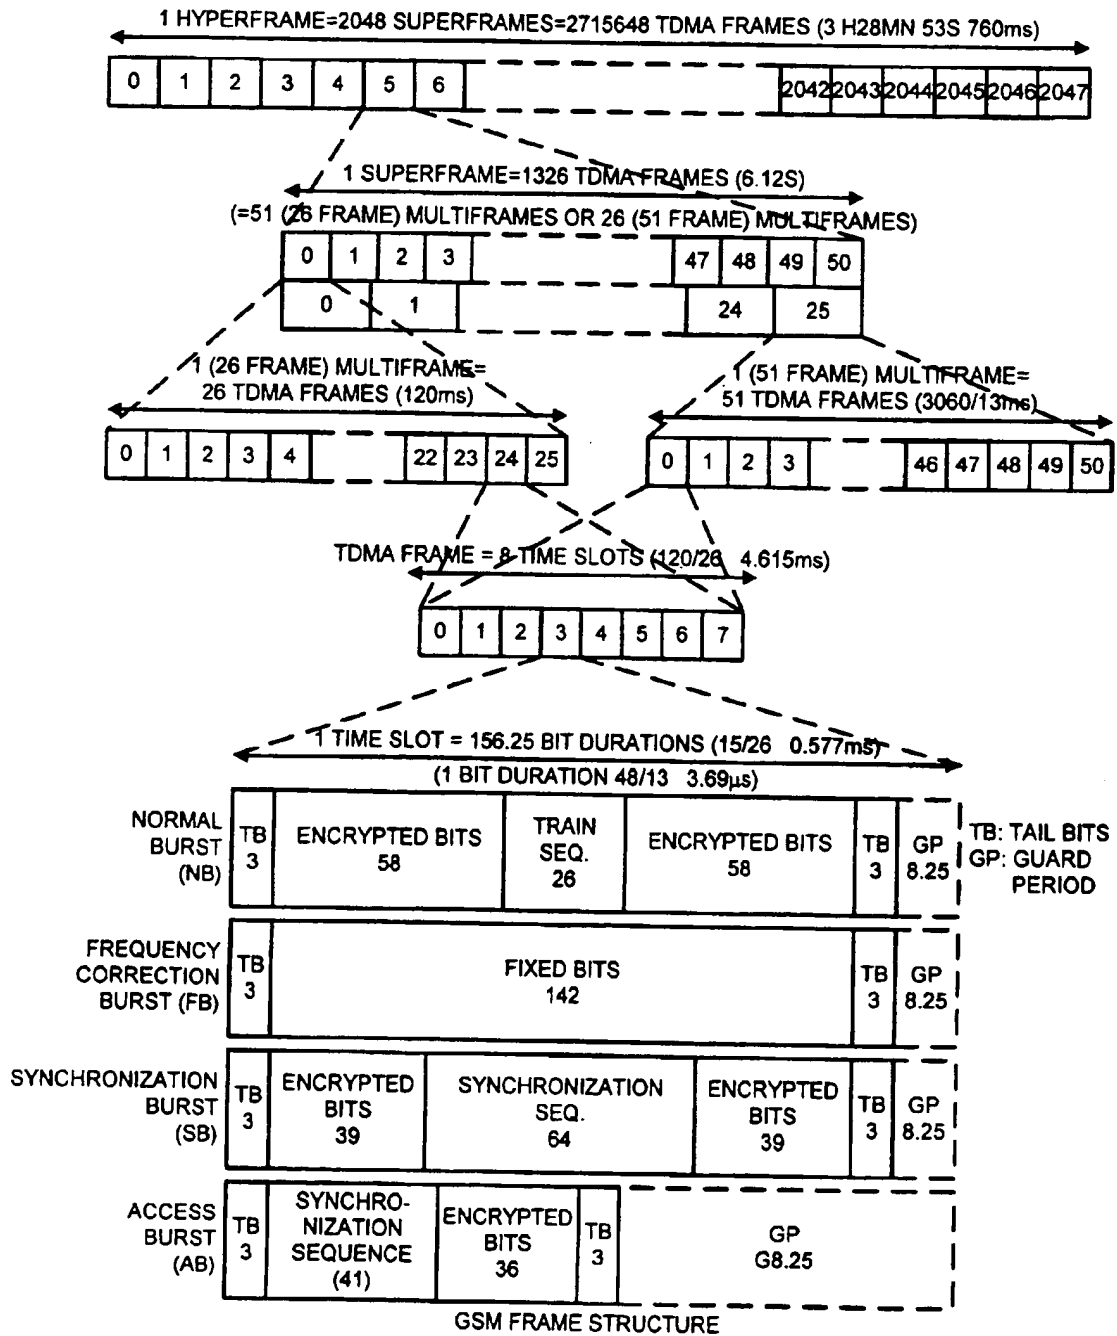 1 HYPERFRAME=2048 SUPERFRAMES=2715648 TDMA FRAMES (3 H28MN 53S 760ms)
0 1 2 3 4 5 6 2042 2043 2044 2045 2046 2047
1 SUPERFRAME=1326 TDMA FRAMES (6.12S)
(=51 (26 FRAME) MULTIFRAMES OR 26 (51 FRAME) MULTIFRAMES)
0 1 2 3 47 48 49 50
0 1 24 25
1 (26 FRAME) MULTIFRAME=
26 TDMA FRAMES (120ms)
1 (51 FRAME) MULTIFRAME=
51 TDMA FRAMES (3060/13ms)
0 1 2 3 4 22 23 24 25
0 1 2 3 46 47 48 49 50
TDMA FRAME = 8 TIME SLOTS (120/26 4.615ms)
0 1 2 3 4 5 6 7
1 TIME SLOT = 156.25 BIT DURATIONS (15/26 0.577ms)
(1 BIT DURATION 48/13 3.69µs)
NORMAL
BURST
(NB)
TB
3
ENCRYPTED BITS
58
TRAIN
SEQ.
26
ENCRYPTED BITS
58
TB
3
GP
8.25
TB: TAIL BITS
GP: GUARD
PERIOD
FREQUENCY
CORRECTION
BURST (FB)
TB
3
FIXED BITS
142
TB
3
GP
8.25
SYNCHRONIZATION
BURST
(SB)
TB
3
ENCRYPTED
BITS
39
SYNCHRONIZATION
SEQ.
64
ENCRYPTED
BITS
39
TB
3
GP
8.25
ACCESS
BURST
(AB)
TB
3
SYNCHRO-
NIZATION
SEQUENCE
(41)
ENCRYPTED
BITS
36
TB
3
GP
G8.25
GSM FRAME STRUCTURE